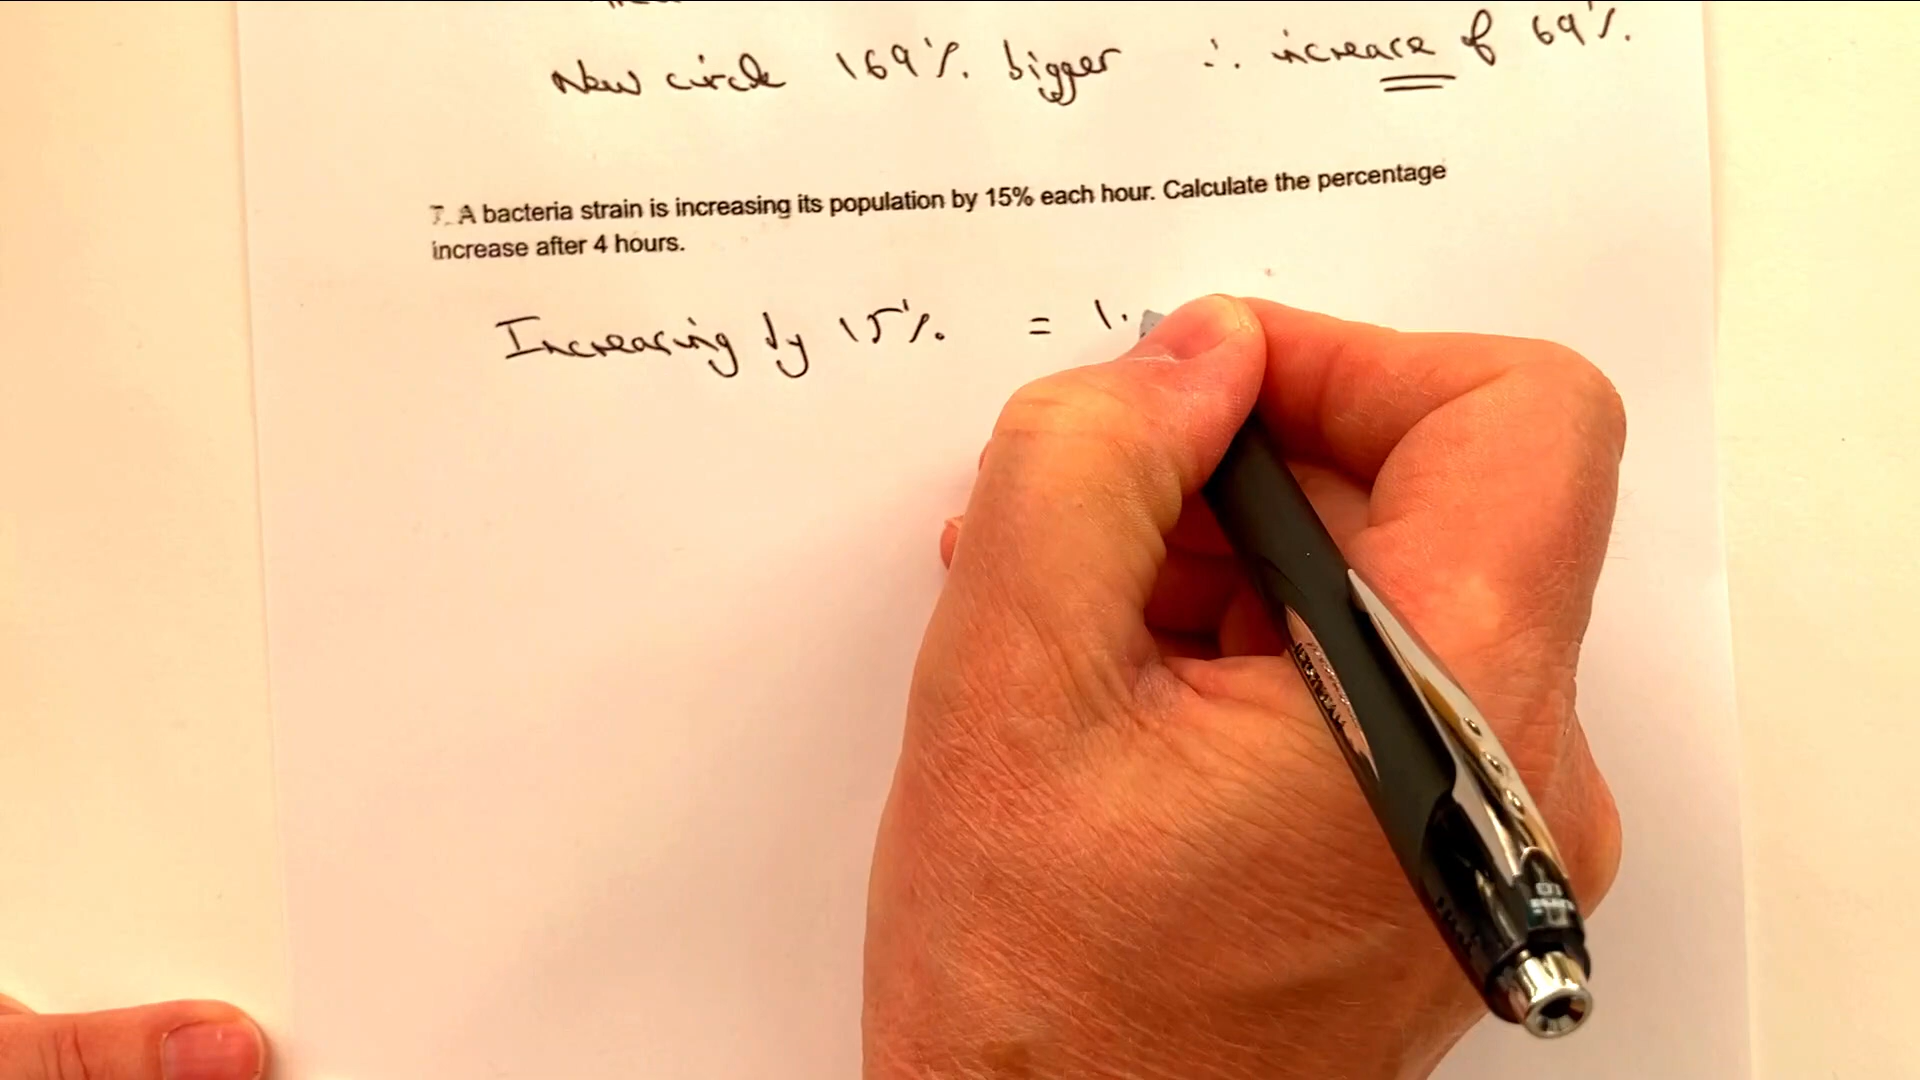 New circle 169% bigger ∴ increase of 69%.
7. A bacteria strain is increasing its population by 15% each hour. Calculate the percentage
increase after 4 hours.
Increasing by 15% = 1.